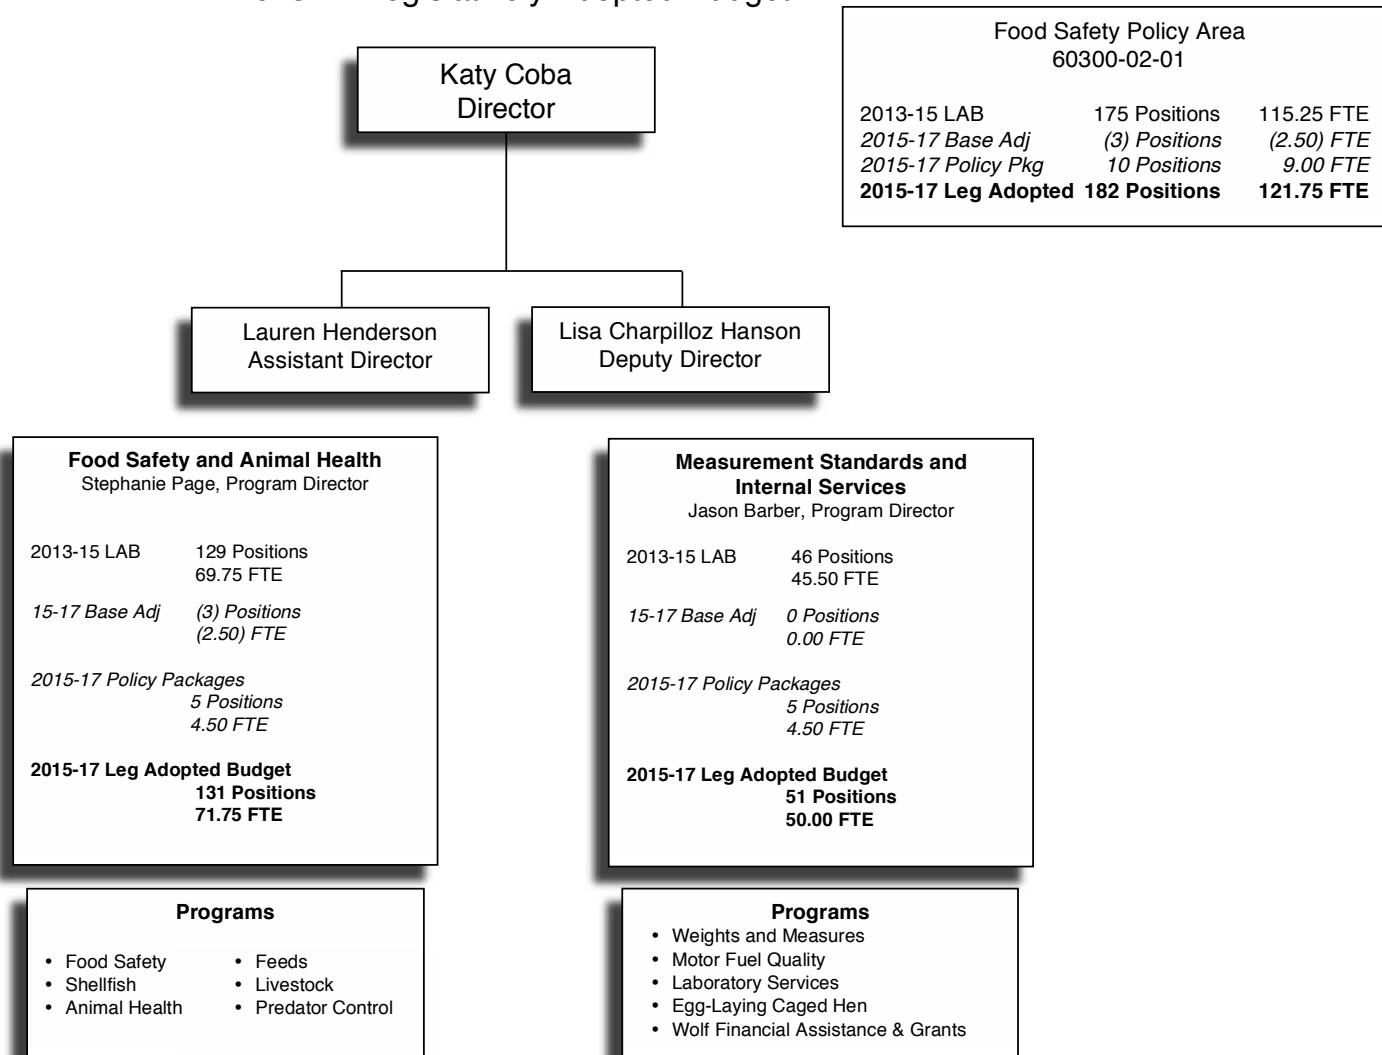 Katy Coba
Director
Food Safety Policy Area
60300-02-01
2013-15 LAB 175 Positions 115.25 FTE
2015-17 Base Adj (3) Positions (2.50) FTE
2015-17 Policy Pkg 10 Positions 9.00 FTE
2015-17 Leg Adopted 182 Positions 121.75 FTE
Lauren Henderson
Assistant Director
Lisa Charpilloz Hanson
Deputy Director
Food Safety and Animal Health
Stephanie Page, Program Director
2013-15 LAB 129 Positions
69.75 FTE
15-17 Base Adj (3) Positions
(2.50) FTE
2015-17 Policy Packages
5 Positions
4.50 FTE
2015-17 Leg Adopted Budget
131 Positions
71.75 FTE
Measurement Standards and
Internal Services
Jason Barber, Program Director
2013-15 LAB 46 Positions
45.50 FTE
15-17 Base Adj 0 Positions
0.00 FTE
2015-17 Policy Packages
5 Positions
4.50 FTE
2015-17 Leg Adopted Budget
51 Positions
50.00 FTE
Programs
• Food Safety
• Shellfish
• Animal Health
• Feeds
• Livestock
• Predator Control
Programs
• Weights and Measures
• Motor Fuel Quality
• Laboratory Services
• Egg-Laying Caged Hen
• Wolf Financial Assistance & Grants